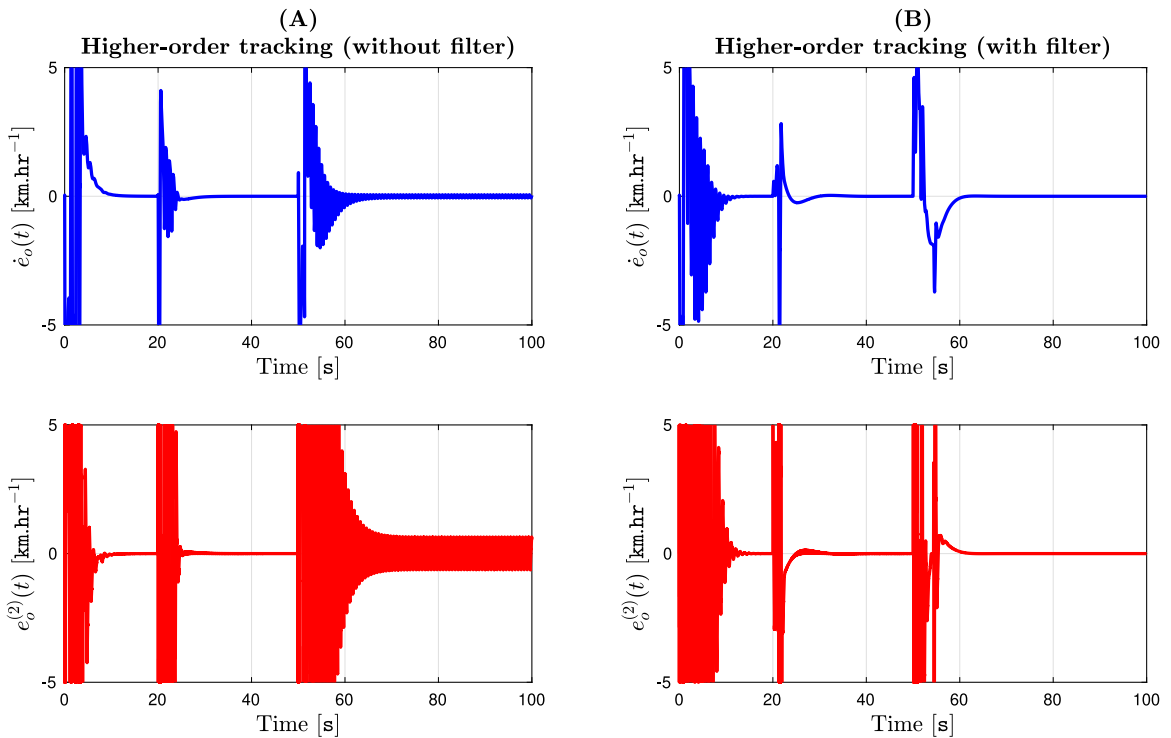 (A)
Higher-order tracking (without filter)
5
0
-5
ė_o(t) [km.hr⁻¹]
0 20 40 60 80 100
Time [s]
(B)
Higher-order tracking (with filter)
5
0
-5
ė_o(t) [km.hr⁻¹]
0 20 40 60 80 100
Time [s]
5
0
-5
e_o^(2)(t) [km.hr⁻¹]
0 20 40 60 80 100
Time [s]
5
0
-5
e_o^(2)(t) [km.hr⁻¹]
0 20 40 60 80 100
Time [s]